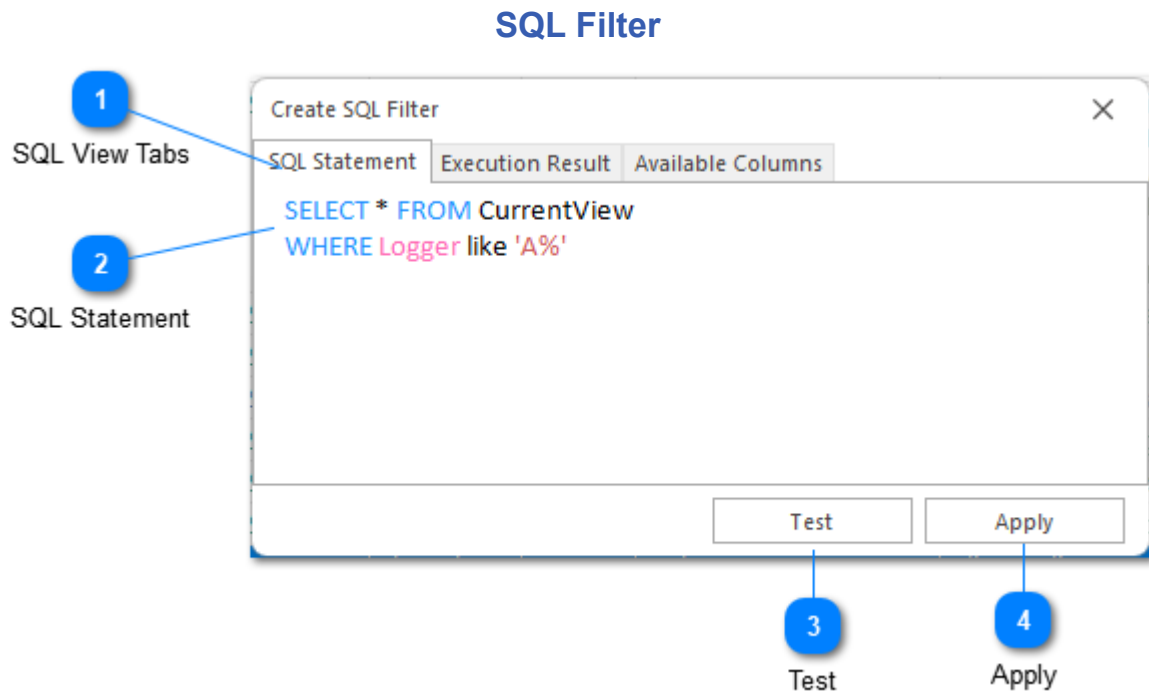 SQL Filter
1
SQL View Tabs
Create SQL Filter
SQL Statement Execution Result Available Columns
SELECT * FROM CurrentView
WHERE Logger like 'A%'
2
SQL Statement
Test Apply
3
Test
4
Apply